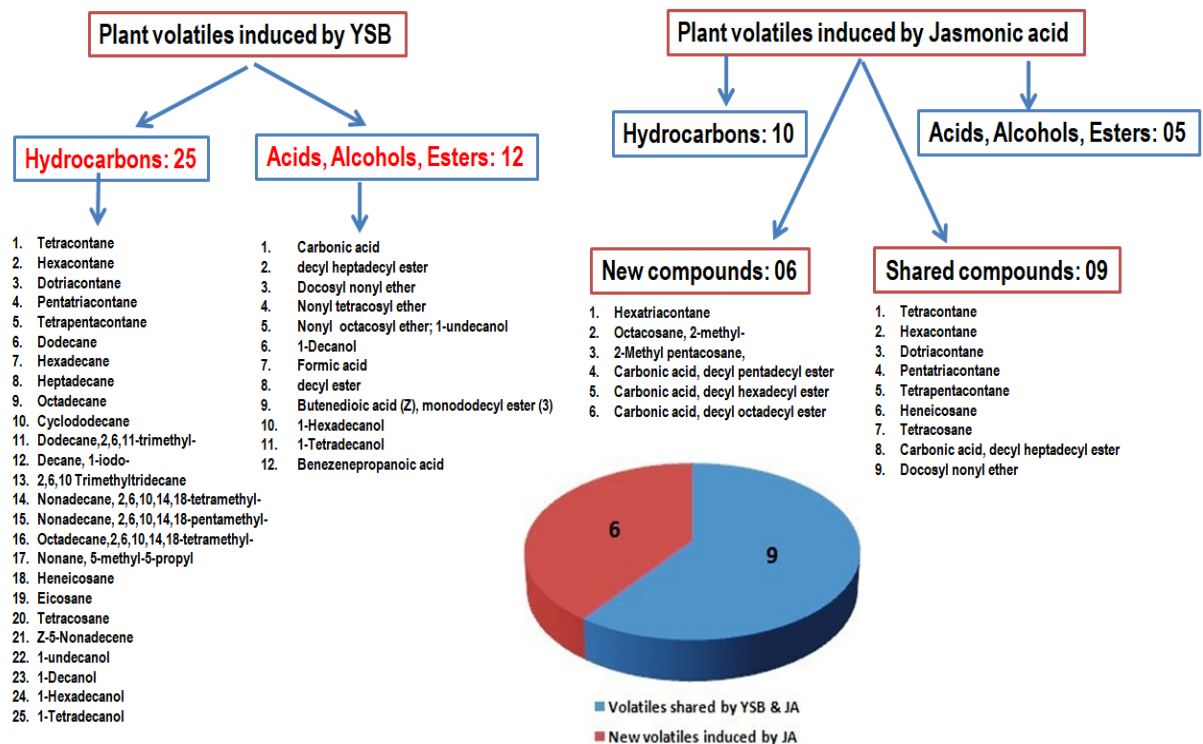 Plant volatiles induced by YSB
Hydrocarbons: 25
Acids, Alcohols, Esters: 12
1. Tetracontane
2. Hexacontane
3. Dotriacontane
4. Pentatriacontane
5. Tetrapentacontane
6. Dodecane
7. Hexadecane
8. Heptadecane
9. Octadecane
10. Cyclododecane
11. Dodecane,2,6,11-trimethyl-
12. Decane, 1-iodo-
13. 2,6,10 Trimethyltridecane
14. Nonadecane, 2,6,10,14,18-tetramethyl-
15. Nonadecane, 2,6,10,14,18-pentamethyl-
16. Octadecane,2,6,10,14,18-tetramethyl-
17. Nonane, 5-methyl-5-propyl
18. Heneicosane
19. Eicosane
20. Tetracosane
21. Z-5-Nonadecene
22. 1-undecanol
23. 1-Decanol
24. 1-Hexadecanol
25. 1-Tetradecanol
1. Carbonic acid
2. decyl heptadecyl ester
3. Docosyl nonyl ether
4. Nonyl tetracosyl ether
5. Nonyl octacosyl ether; 1-undecanol
6. 1-Decanol
7. Formic acid
8. decyl ester
9. Butenedioic acid (Z), monododecyl ester (3)
10. 1-Hexadecanol
11. 1-Tetradecanol
12. Benezenepropanoic acid
Plant volatiles induced by Jasmonic acid
Hydrocarbons: 10
Acids, Alcohols, Esters: 05
New compounds: 06
1. Hexatriacontane
2. Octacosane, 2-methyl-
3. 2-Methyl pentacosane,
4. Carbonic acid, decyl pentadecyl ester
5. Carbonic acid, decyl hexadecyl ester
6. Carbonic acid, decyl octadecyl ester
Shared compounds: 09
1. Tetracontane
2. Hexacontane
3. Dotriacontane
4. Pentatriacontane
5. Tetrapentacontane
6. Heneicosane
7. Tetracosane
8. Carbonic acid, decyl heptadecyl ester
9. Docosyl nonyl ether
6
9
Volatiles shared by YSB & JA
New volatiles induced by JA